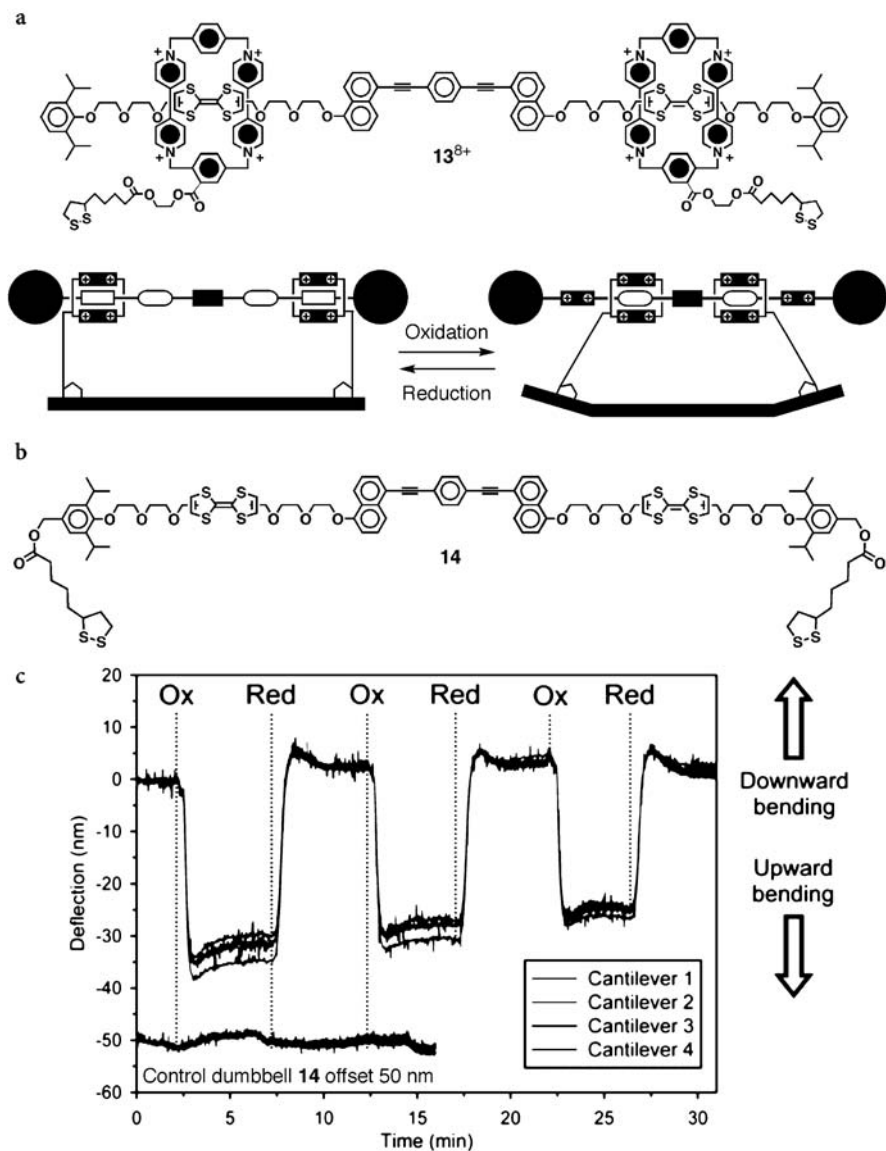 a
13⁸⁺
Oxidation
Reduction
b
14
c
Ox Red Ox Red Ox Red
20
10
0
-10
-20
-30
-40
-50
-60
Deflection (nm)
Downward
bending
Upward
bending
Cantilever 1
Cantilever 2
Cantilever 3
Cantilever 4
Control dumbbell 14 offset 50 nm
0 5 10 15 20 25 30
Time (min)